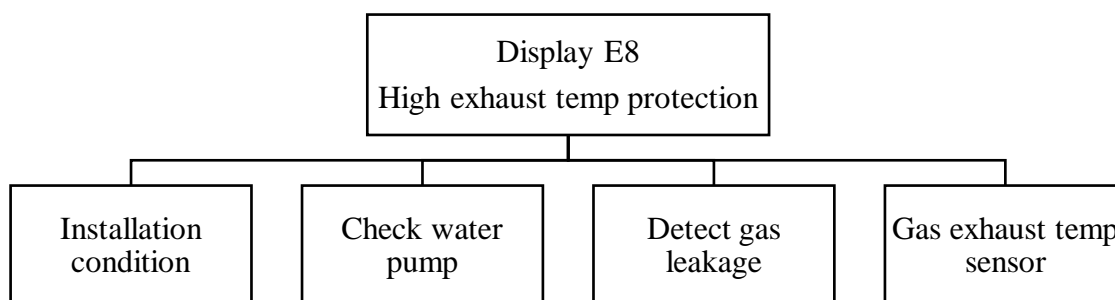 Display E8
High exhaust temp protection
Installation
condition
Check water
pump
Detect gas
leakage
Gas exhaust temp
sensor